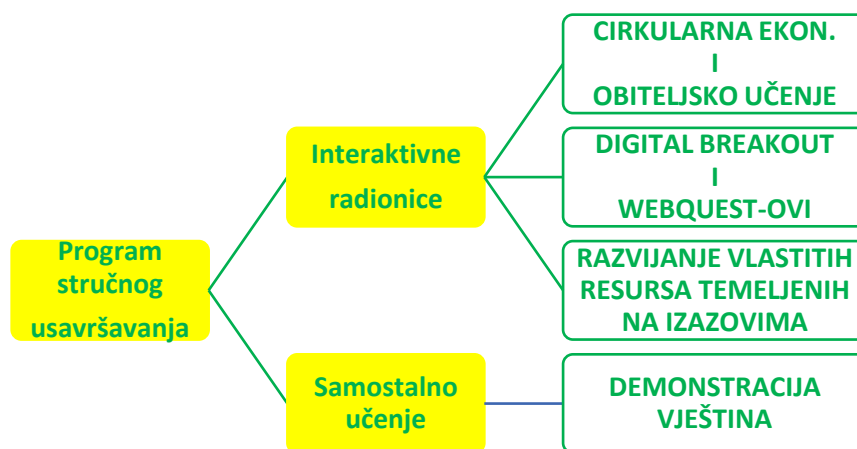 Program
stručnog
usavršavanja
Interaktivne
radionice
CIRKULARNA EKON.
I
OBITELJSKO UČENJE
DIGITAL BREAKOUT
I
WEBQUEST-OVI
RAZVIJANJE VLASTITIH
RESURSA TEMELJENIH
NA IZAZOVIMA
Samostalno
učenje
DEMONSTRACIJA
VJEŠTINA